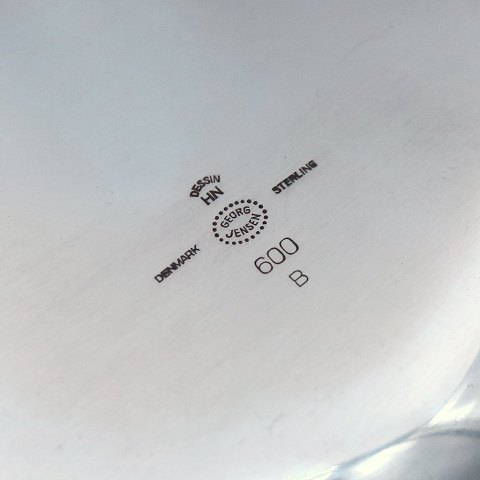 DESSIN
HN
GEORG
JENSEN
DENMARK
STERLING
600
B